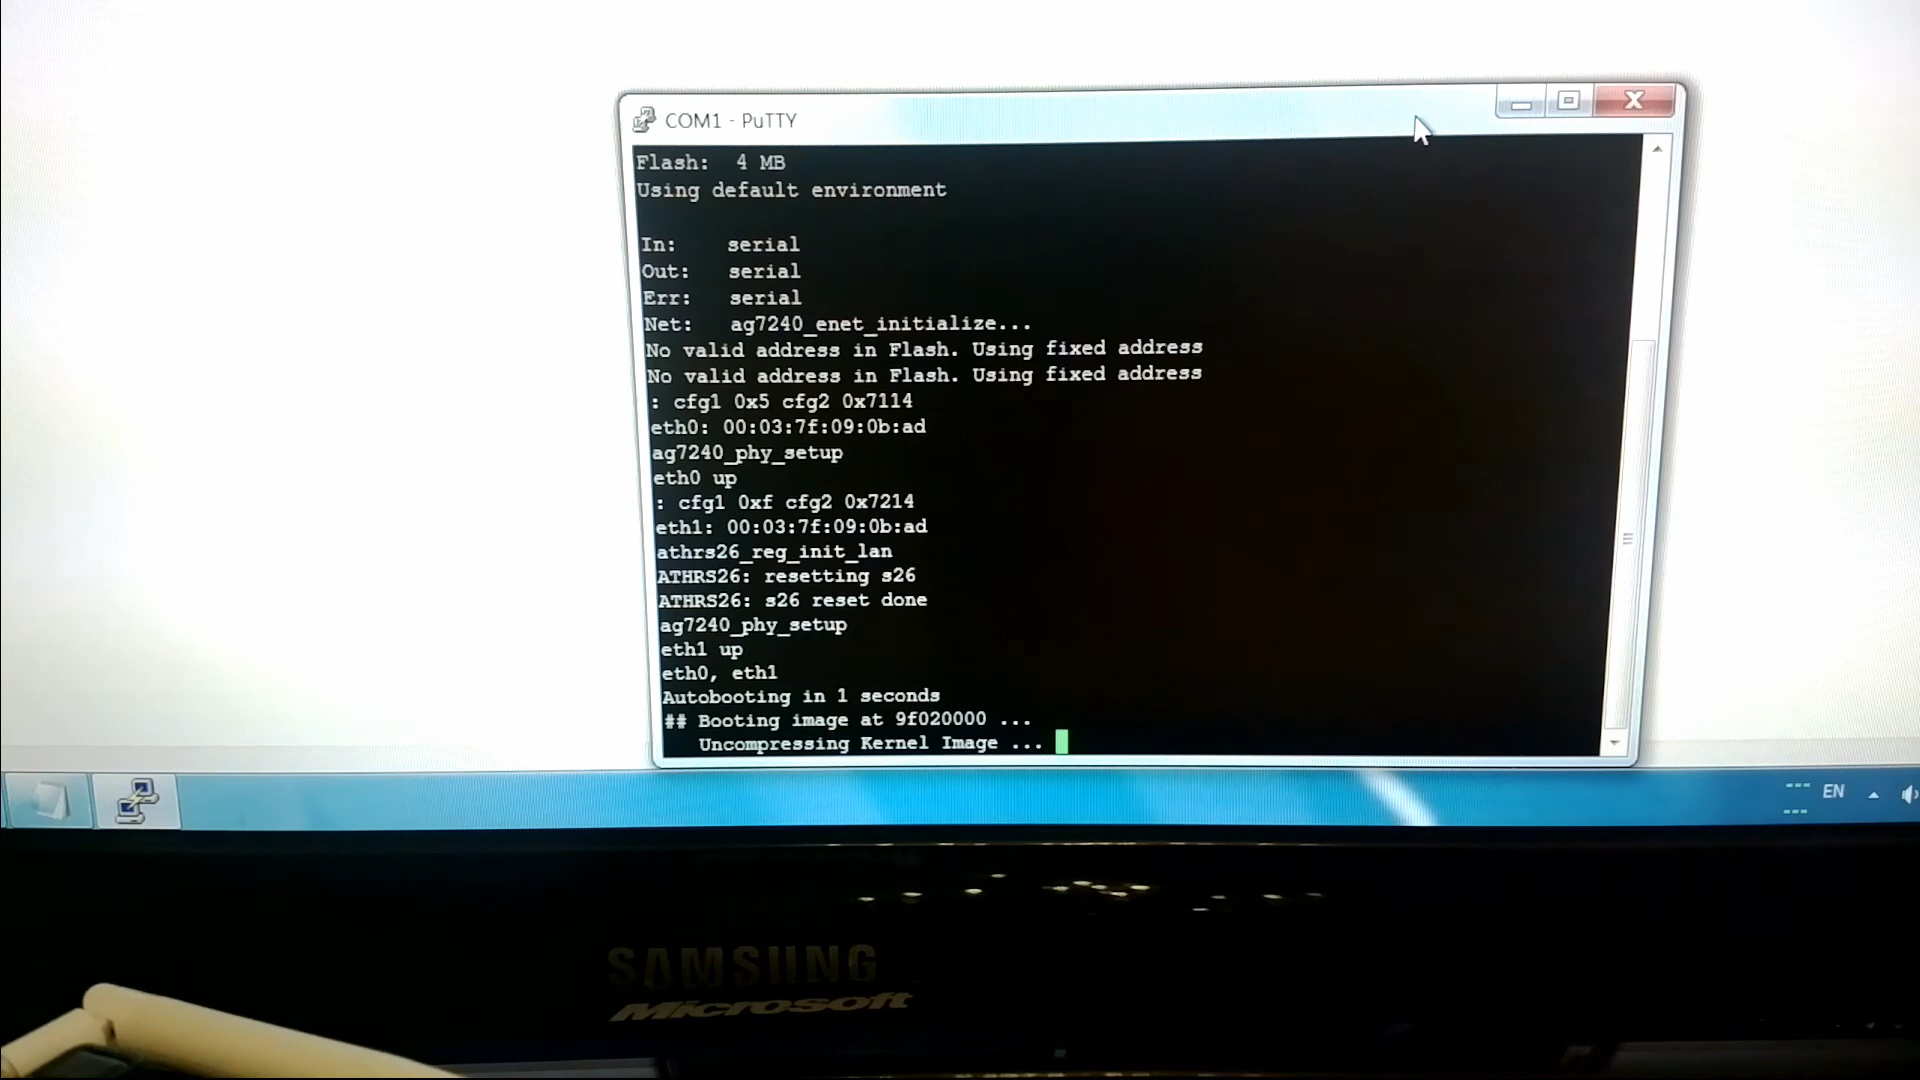 COM1 - PuTTY
Flash:  4 MB
Using default environment
In:    serial
Out:   serial
Err:   serial
Net:   ag7240_enet_initialize...
No valid address in Flash. Using fixed address
No valid address in Flash. Using fixed address
: cfg1 0x5 cfg2 0x7114
eth0: 00:03:7f:09:0b:ad
ag7240_phy_setup
eth0 up
: cfg1 0xf cfg2 0x7214
eth1: 00:03:7f:09:0b:ad
athrs26_reg_init_lan
ATHRS26: resetting s26
ATHRS26: s26 reset done
ag7240_phy_setup
eth1 up
eth0, eth1
Autobooting in 1 seconds
## Booting image at 9f020000 ...
   Uncompressing Kernel Image ...
EN
SAMSUNG
Microsoft